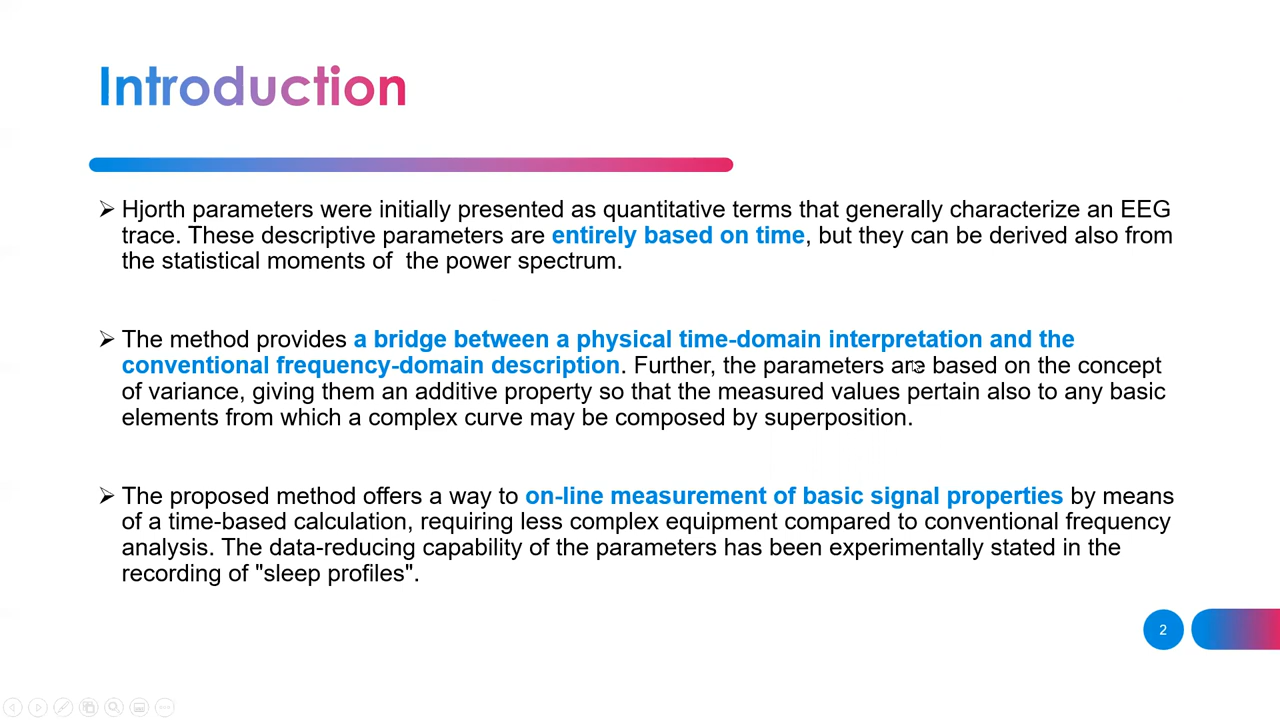 Introduction
➢ Hjorth parameters were initially presented as quantitative terms that generally characterize an EEG
trace. These descriptive parameters are entirely based on time, but they can be derived also from
the statistical moments of  the power spectrum.
➢ The method provides a bridge between a physical time-domain interpretation and the
conventional frequency-domain description. Further, the parameters are based on the concept
of variance, giving them an additive property so that the measured values pertain also to any basic
elements from which a complex curve may be composed by superposition.
➢ The proposed method offers a way to on-line measurement of basic signal properties by means
of a time-based calculation, requiring less complex equipment compared to conventional frequency
analysis. The data-reducing capability of the parameters has been experimentally stated in the
recording of "sleep profiles".
2